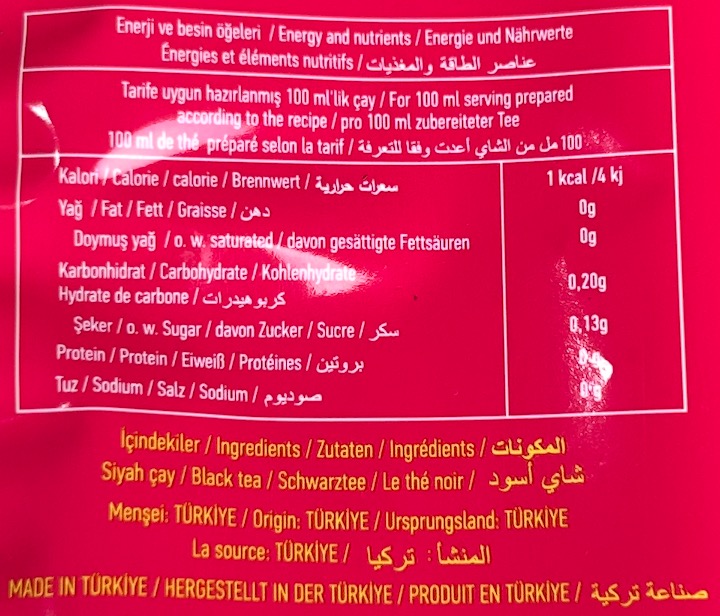 Enerji ve besin öğeleri / Energy and nutrients / Energie und Nährwerte
Énergies et éléments nutritifs / عناصر الطاقة والمغذيات
Tarife uygun hazırlanmış 100 ml'lik çay / For 100 ml serving prepared
according to the recipe / pro 100 ml zubereiteter Tee
100 ml de thé préparé selon la tarif / 100 مل من الشاي أعدت وفقا للتعرفة
Kalori / Calorie / calorie / Brennwert / سعرات حرارية 1 kcal /4 kj
Yağ / Fat / Fett / Graisse / دهن 0g
Doymuş yağ / o. w. saturated / davon gesättigte Fettsäuren 0g
Karbonhidrat / Carbohydrate / Kohlenhydrate
Hydrate de carbone / كربوهيدرات 0,20g
Şeker / o. w. Sugar / davon Zucker / Sucre / سكر 0,13g
Protein / Protein / Eiweiß / Protéines / بروتين
Tuz / Sodium / Salz / Sodium / صوديوم 0 g
İçindekiler / Ingredients / Zutaten / Ingrédients / المكونات
Siyah çay / Black tea / Schwarztee / Le thé noir / شاي أسود
Menşei: TÜRKİYE / Origin: TÜRKİYE / Ursprungsland: TÜRKİYE
La source: TÜRKİYE / المنشأ: تركيا
MADE IN TÜRKİYE / HERGESTELLT IN DER TÜRKİYE / PRODUIT EN TÜRKİYE / صناعة تركية